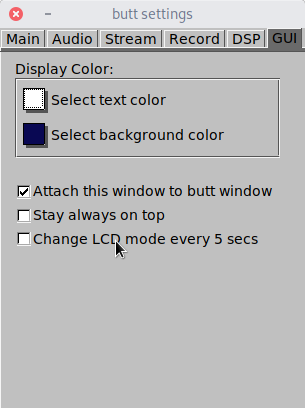 butt settings
Main Audio Stream Record DSP GUI
Display Color:
Select text color
Select background color
Attach this window to butt window
Stay always on top
Change LCD mode every 5 secs